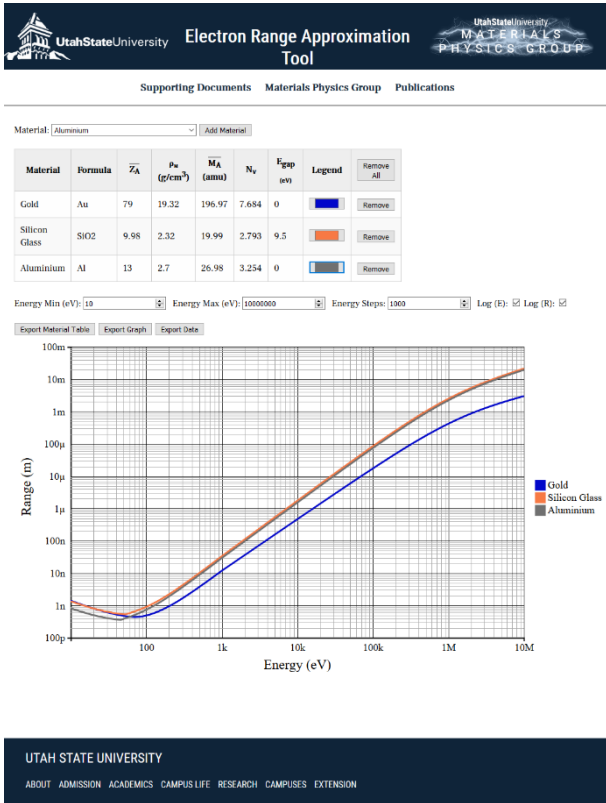 UtahStateUniversity
Electron Range Approximation
Tool
UtahStateUniversity
MATERIALS
PHYSICS GROUP
Supporting Documents Materials Physics Group Publications
Material: Aluminium Add Material
Material Formula Z̅A ρm (g/cm³) M̅A (amu) Nv Egap (eV) Legend Remove All
Gold Au 79 19.32 196.97 7.684 0 Remove
Silicon Glass SiO2 9.98 2.32 19.99 2.793 9.5 Remove
Aluminium Al 13 2.7 26.98 3.254 0 Remove
Energy Min (eV): 10 Energy Max (eV): 10000000 Energy Steps: 1000 Log (E): Log (R):
Export Material Table Export Graph Export Data
100m
10m
1m
100μ
10μ
1μ
100n
10n
1n
100p
Range (m)
100 1k 10k 100k 1M 10M
Energy (eV)
Gold
Silicon Glass
Aluminium
UTAH STATE UNIVERSITY
ABOUT ADMISSION ACADEMICS CAMPUS LIFE RESEARCH CAMPUSES EXTENSION